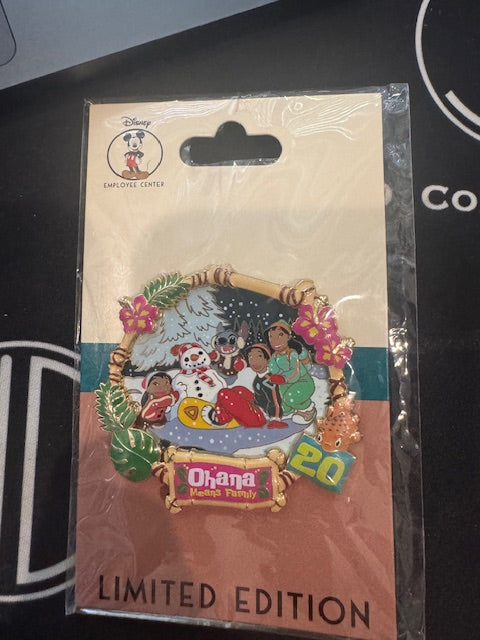 Disney
EMPLOYEE CENTER
Co
20
Ohana
Means Family
LIMITED EDITION